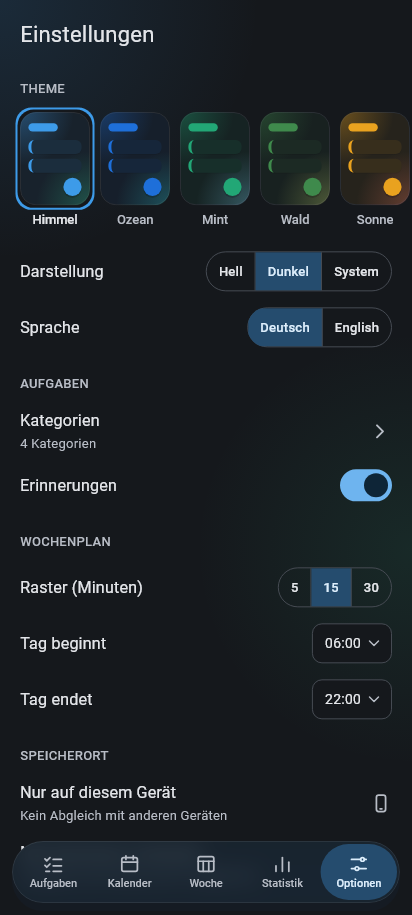 Einstellungen
THEME
Himmel
Ozean
Mint
Wald
Sonne
Darstellung
Hell
Dunkel
System
Sprache
Deutsch
English
AUFGABEN
Kategorien
4 Kategorien
Erinnerungen
WOCHENPLAN
Raster (Minuten)
5
15
30
Tag beginnt
06:00
Tag endet
22:00
SPEICHERORT
Nur auf diesem Gerät
Kein Abgleich mit anderen Geräten
Aufgaben
Kalender
Woche
Statistik
Optionen